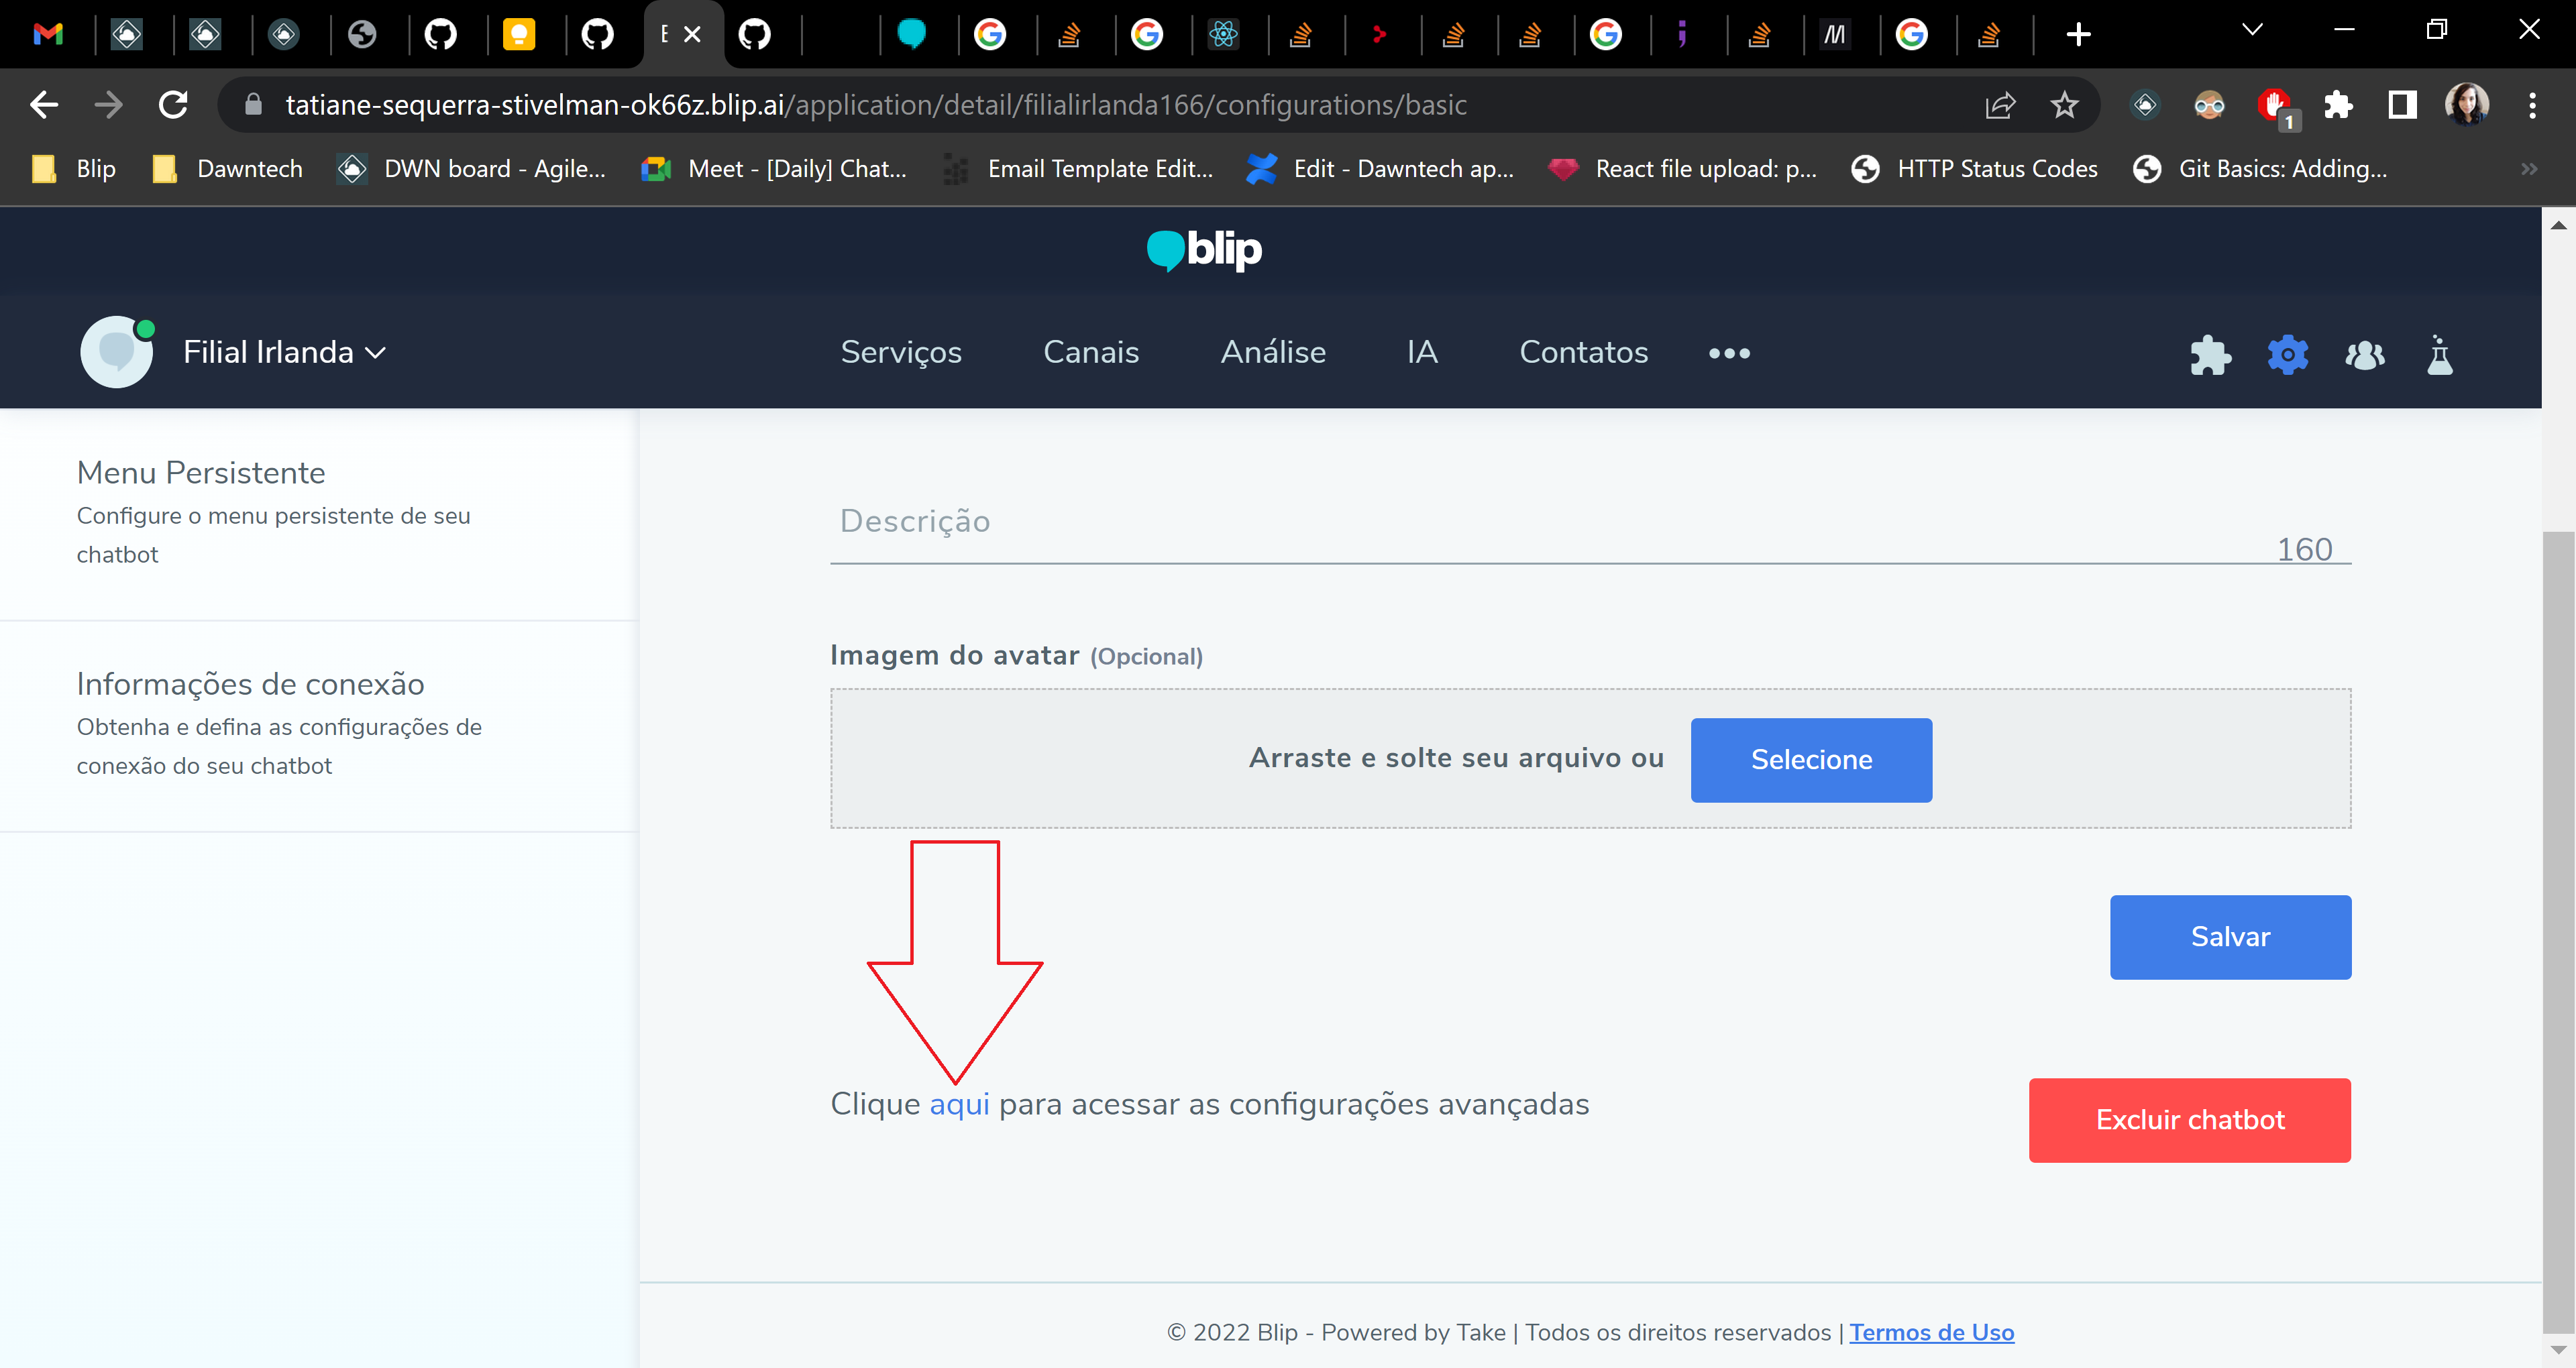 E
tatiane-sequerra-stivelman-ok66z.blip.ai/application/detail/filialirlanda166/configurations/basic
1
Blip
Dawntech
DWN board - Agile...
Meet - [Daily] Chat...
Email Template Edit...
Edit - Dawntech ap...
React file upload: p...
HTTP Status Codes
Git Basics: Adding...
blip
Filial Irlanda
Serviços
Canais
Análise
IA
Contatos
Menu Persistente
Configure o menu persistente de seu
chatbot
Informações de conexão
Obtenha e defina as configurações de
conexão do seu chatbot
Descrição
160
Imagem do avatar (Opcional)
Arraste e solte seu arquivo ou
Selecione
Salvar
Clique aqui para acessar as configurações avançadas
Excluir chatbot
© 2022 Blip - Powered by Take | Todos os direitos reservados | Termos de Uso